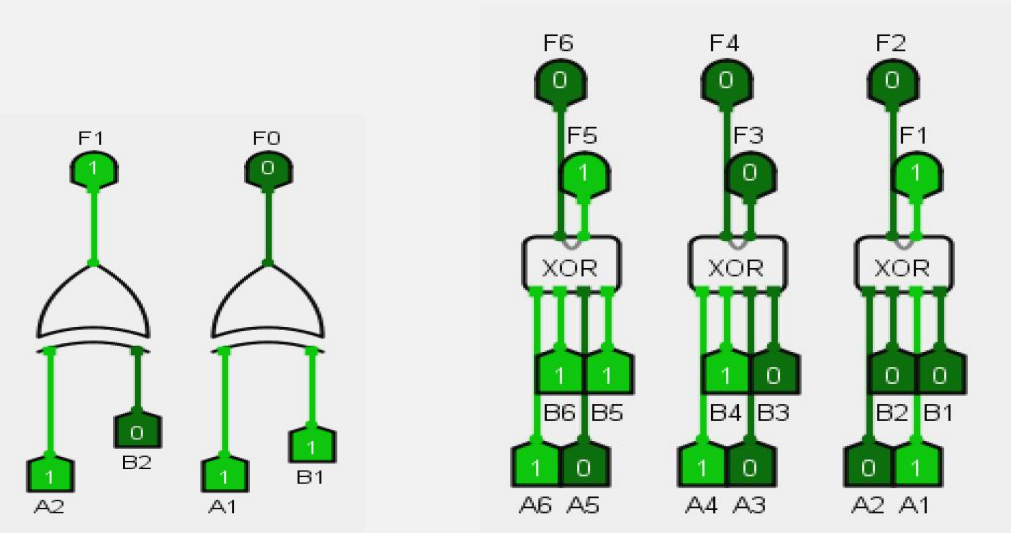 F6 F4 F2
0 0 0
F1 F0 F5 F3 F1
1 0 1 0 1
XOR XOR XOR
1 1 1 0 0 0
0 1 B6 B5 B4 B3 B2 B1
B2 B1
1 1 1 0 1 0 0 1
A2 A1 A6 A5 A4 A3 A2 A1